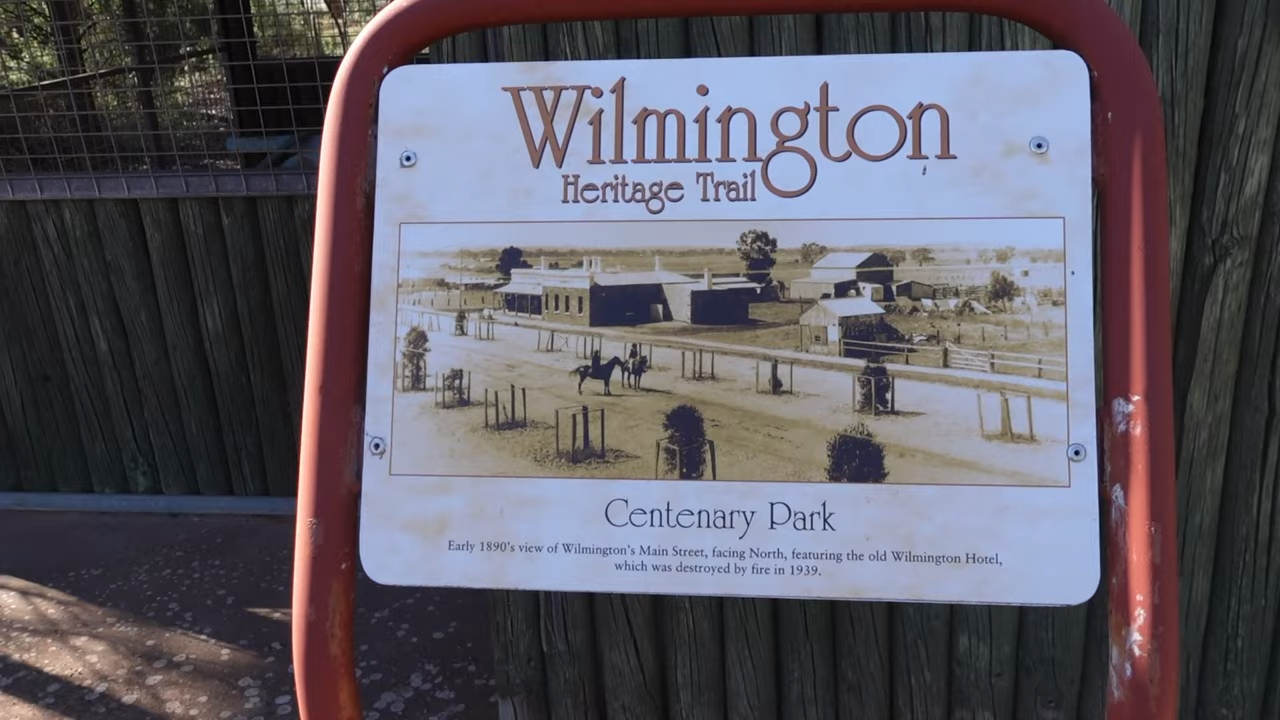 Wilmington
Heritage Trail
Centenary Park
Early 1890's view of Wilmington's Main Street, facing North, featuring the old Wilmington Hotel,
which was destroyed by fire in 1939.